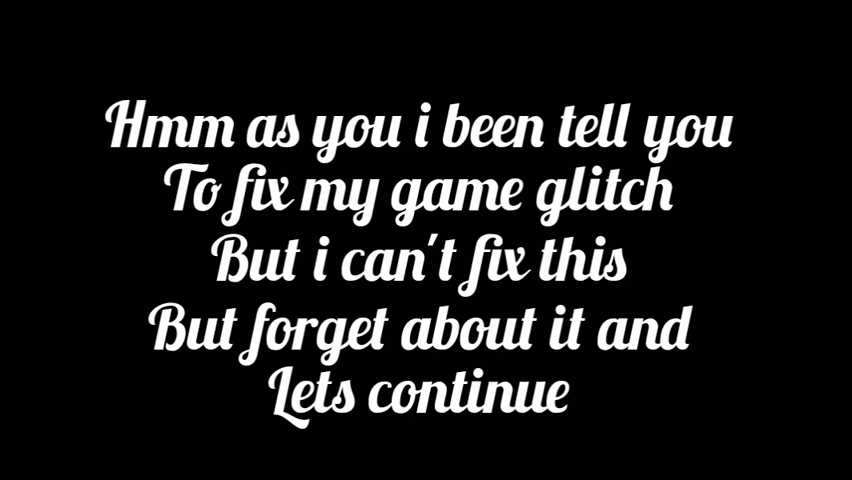 Hmm as you i been tell you
To fix my game glitch
But i can't fix this
But forget about it and
Lets continue